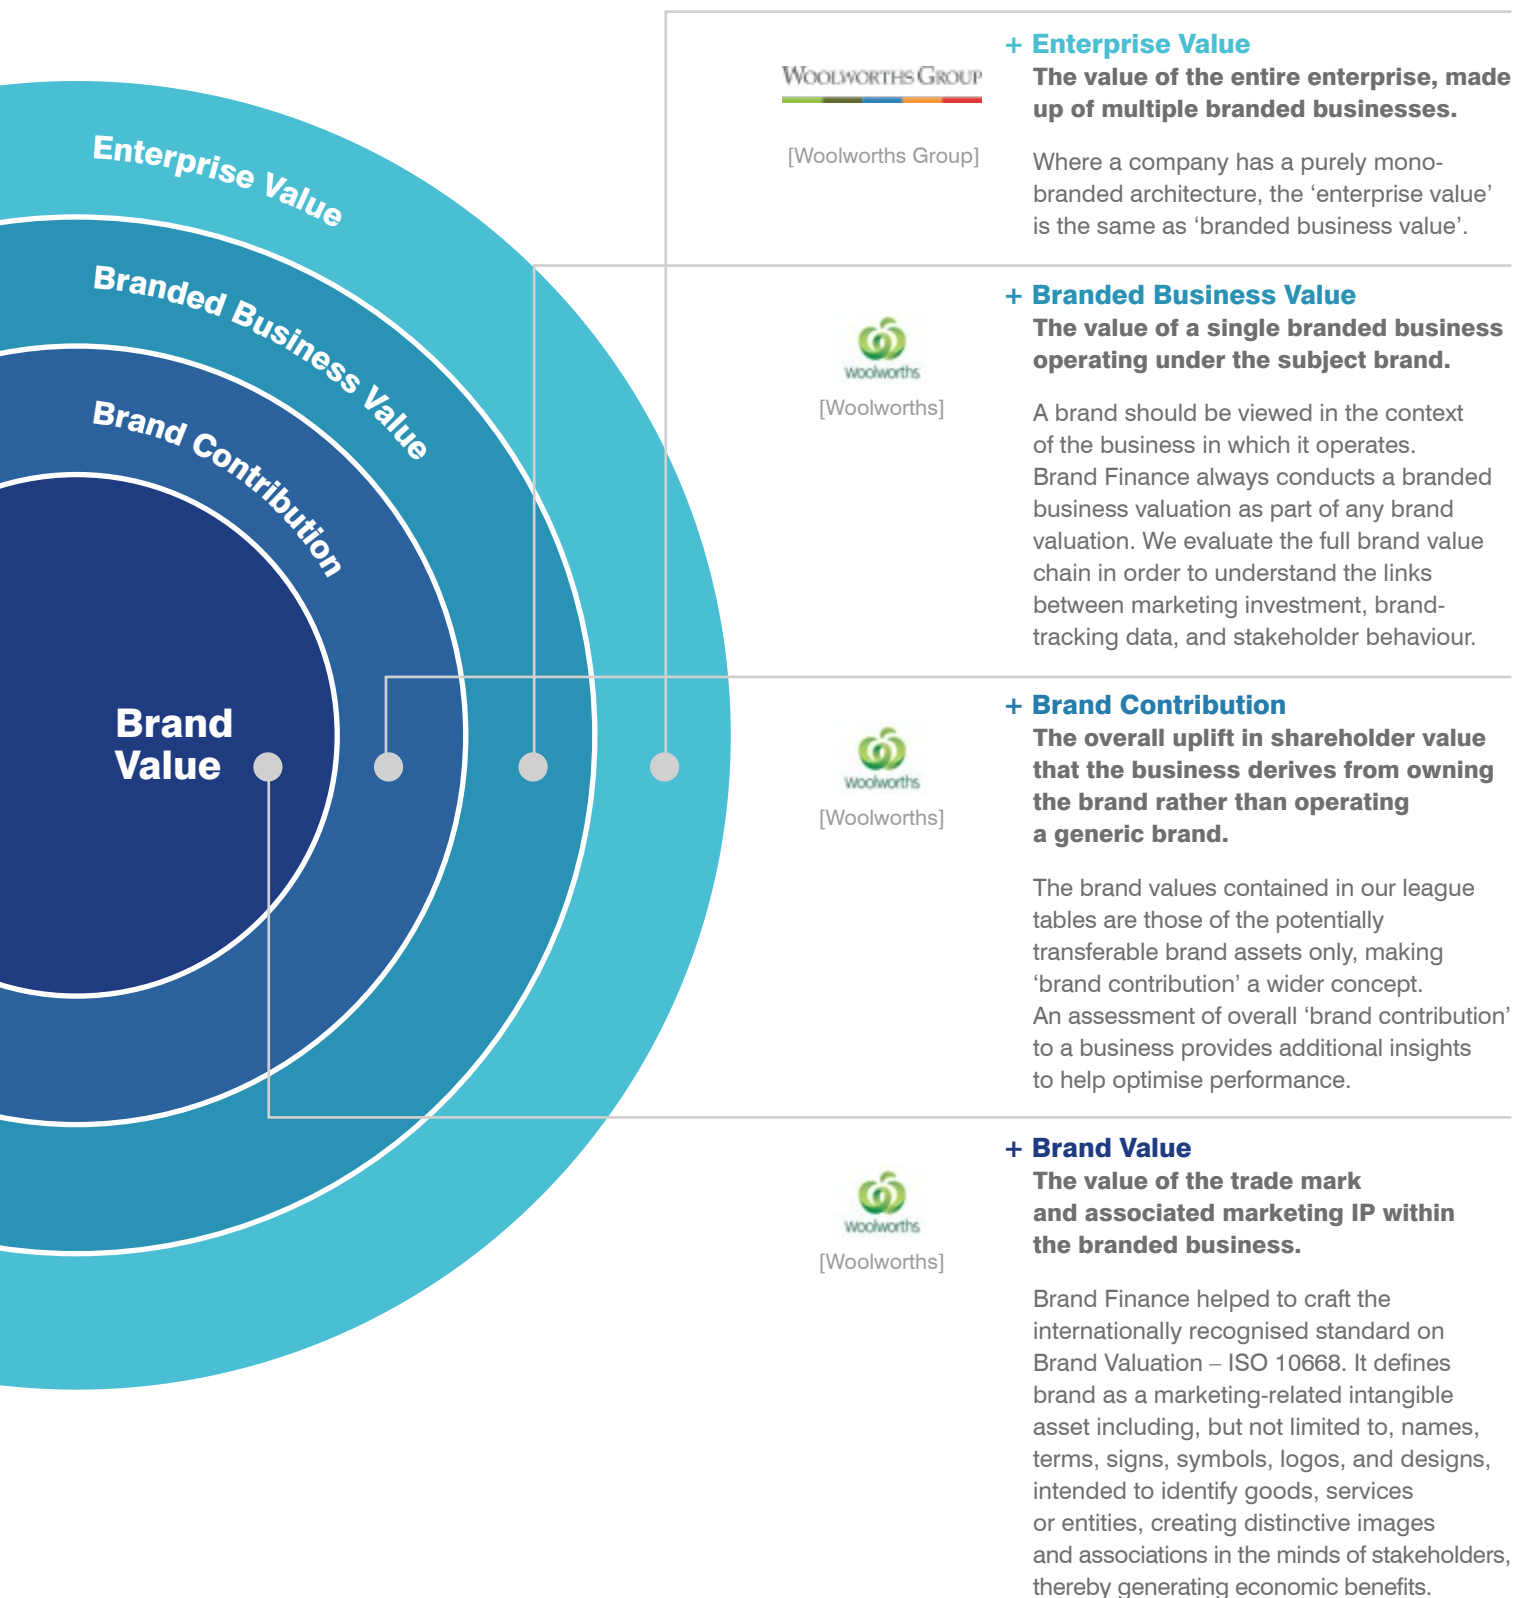 Enterprise Value
Branded Business Value
Brand Contribution
Brand
Value
WOOLWORTHS GROUP
[Woolworths Group]
+ Enterprise Value
The value of the entire enterprise, made
up of multiple branded businesses.
Where a company has a purely mono-
branded architecture, the ‘enterprise value’
is the same as ‘branded business value’.
woolworths
[Woolworths]
+ Branded Business Value
The value of a single branded business
operating under the subject brand.
A brand should be viewed in the context
of the business in which it operates.
Brand Finance always conducts a branded
business valuation as part of any brand
valuation. We evaluate the full brand value
chain in order to understand the links
between marketing investment, brand-
tracking data, and stakeholder behaviour.
woolworths
[Woolworths]
+ Brand Contribution
The overall uplift in shareholder value
that the business derives from owning
the brand rather than operating
a generic brand.
The brand values contained in our league
tables are those of the potentially
transferable brand assets only, making
‘brand contribution’ a wider concept.
An assessment of overall ‘brand contribution’
to a business provides additional insights
to help optimise performance.
woolworths
[Woolworths]
+ Brand Value
The value of the trade mark
and associated marketing IP within
the branded business.
Brand Finance helped to craft the
internationally recognised standard on
Brand Valuation – ISO 10668. It defines
brand as a marketing-related intangible
asset including, but not limited to, names,
terms, signs, symbols, logos, and designs,
intended to identify goods, services
or entities, creating distinctive images
and associations in the minds of stakeholders,
thereby generating economic benefits.